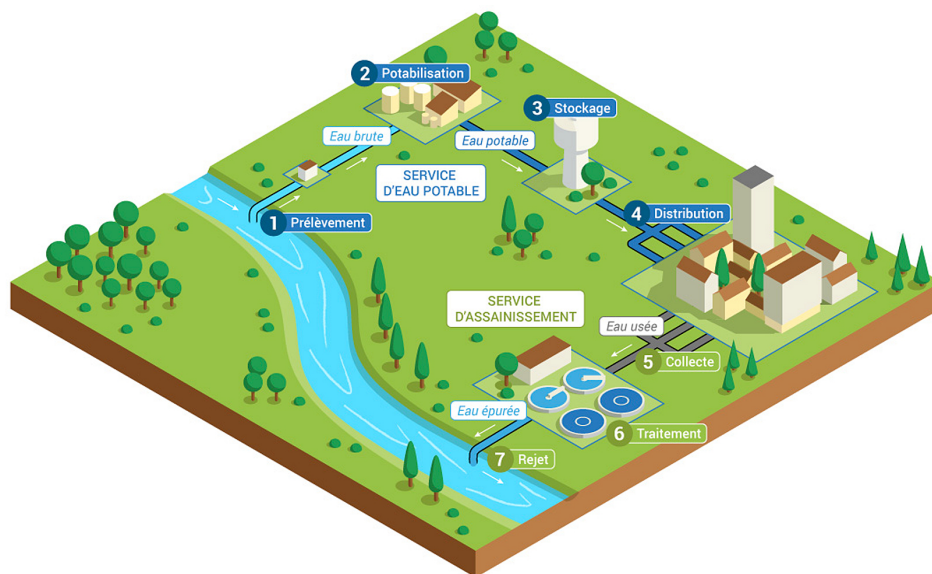 2 Potabilisation
3 Stockage
Eau brute
Eau potable
SERVICE
D'EAU POTABLE
1 Prélèvement
4 Distribution
SERVICE
D'ASSAINISSEMENT
Eau usée
5 Collecte
Eau épurée
6 Traitement
7 Rejet